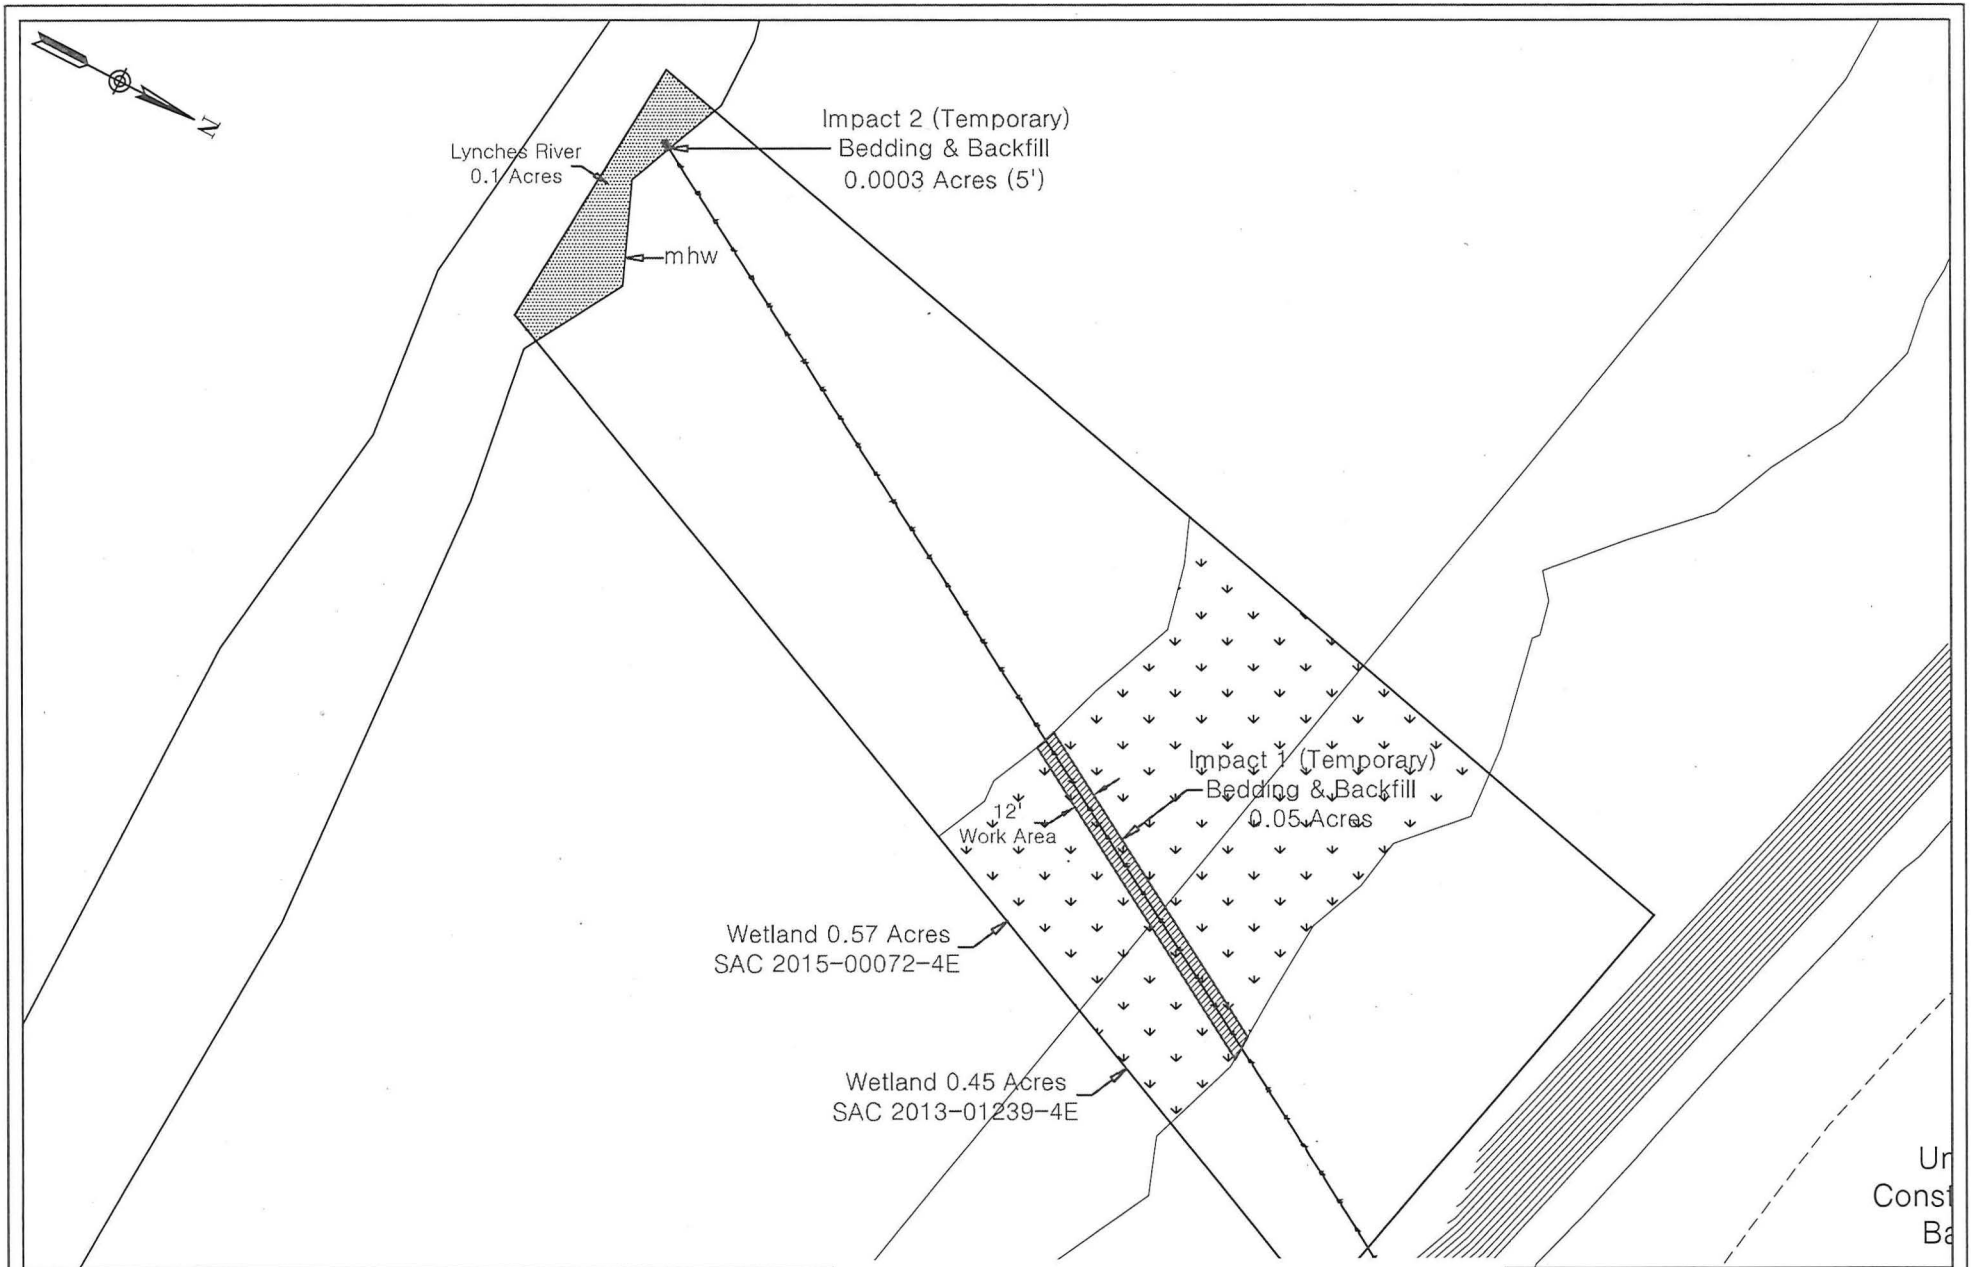 N
Impact 2 (Temporary)
Bedding & Backfill
0.0003 Acres (5')
Lynches River
0.1 Acres
mhw
Impact 1 (Temporary)
Bedding & Backfill
0.05 Acres
12'
Work Area
Wetland 0.57 Acres
SAC 2015-00072-4E
Wetland 0.45 Acres
SAC 2013-01239-4E